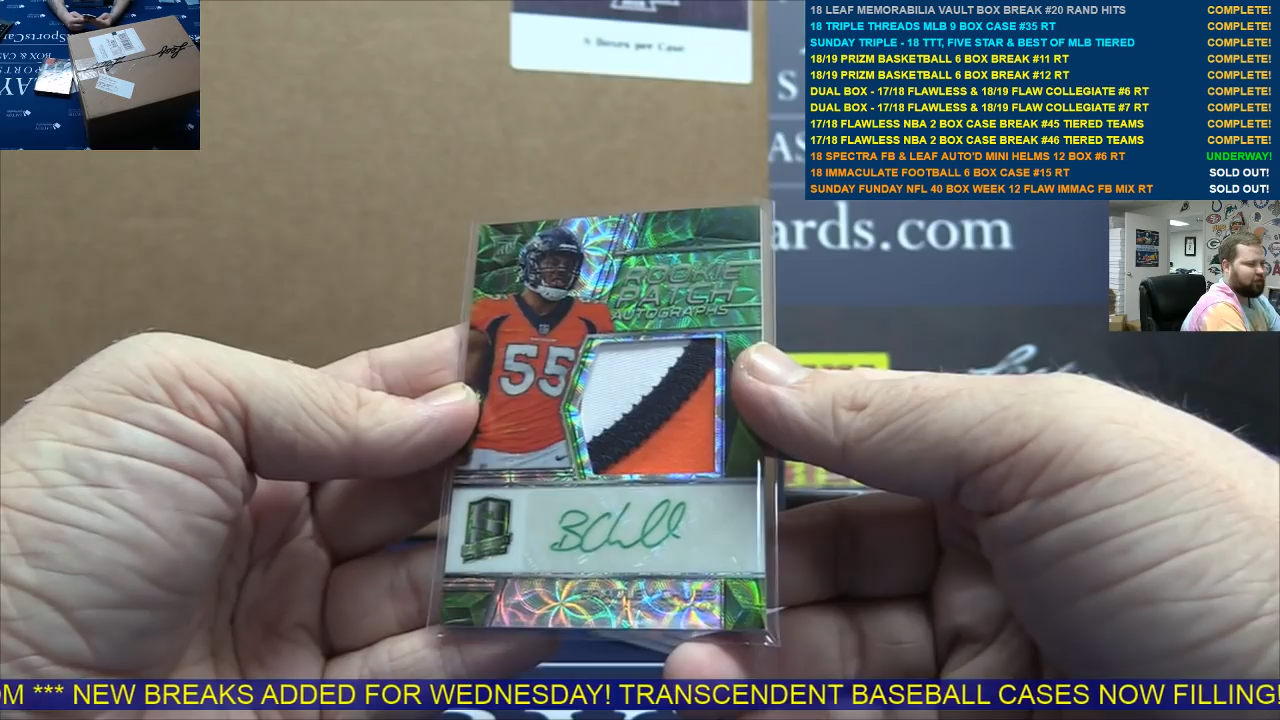 18 LEAF MEMORABILIA VAULT BOX BREAK #20 RAND HITS COMPLETE!
18 TRIPLE THREADS MLB 9 BOX CASE #35 RT COMPLETE!
SUNDAY TRIPLE - 18 TTT, FIVE STAR & BEST OF MLB TIERED COMPLETE!
18/19 PRIZM BASKETBALL 6 BOX BREAK #11 RT COMPLETE!
18/19 PRIZM BASKETBALL 6 BOX BREAK #12 RT COMPLETE!
DUAL BOX - 17/18 FLAWLESS & 18/19 FLAW COLLEGIATE #6 RT COMPLETE!
DUAL BOX - 17/18 FLAWLESS & 18/19 FLAW COLLEGIATE #7 RT COMPLETE!
17/18 FLAWLESS NBA 2 BOX CASE BREAK #45 TIERED TEAMS COMPLETE!
17/18 FLAWLESS NBA 2 BOX CASE BREAK #46 TIERED TEAMS COMPLETE!
18 SPECTRA FB & LEAF AUTO'D MINI HELMS 12 BOX #6 RT UNDERWAY!
18 IMMACULATE FOOTBALL 6 BOX CASE #15 RT SOLD OUT!
SUNDAY FUNDAY NFL 40 BOX WEEK 12 FLAW IMMAC FB MIX RT SOLD OUT!
per Case
ards.com
ROOKIE
PATCH
AUTOGRAPHS
55
OM *** NEW BREAKS ADDED FOR WEDNESDAY! TRANSCENDENT BASEBALL CASES NOW FILLING!